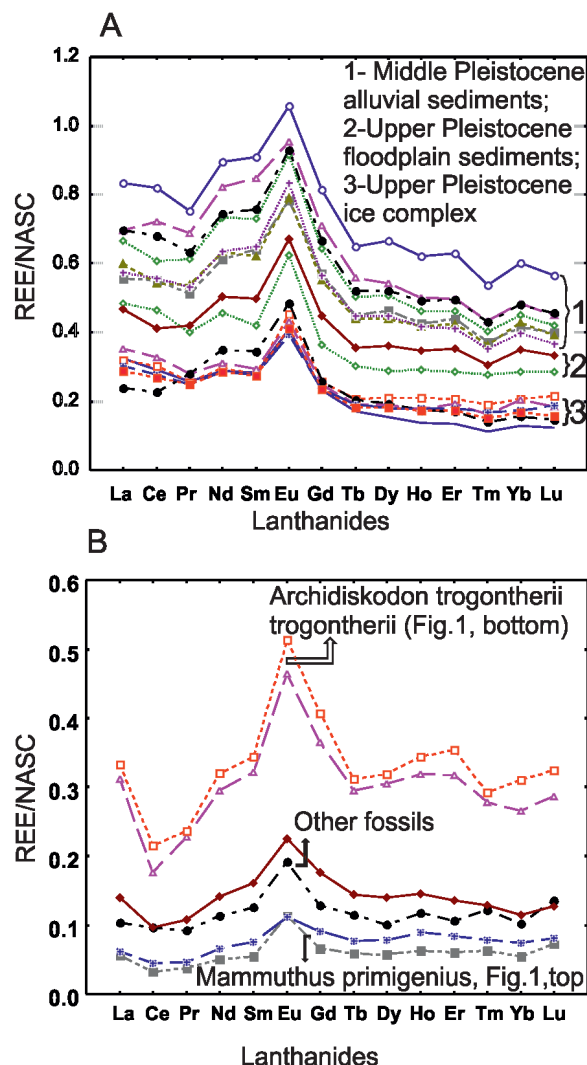 A
1.2
1- Middle Pleistocene
alluvial sediments;
2-Upper Pleistocene
floodplain sediments;
3-Upper Pleistocene
ice complex
1.0
0.8
0.6
0.4
0.2
0.0
REE/NASC
1
2
3
La Ce Pr Nd Sm Eu Gd Tb Dy Ho Er Tm Yb Lu
Lanthanides
B
0.6
Archidiskodon trogontherii
trogontherii (Fig.1, bottom)
0.5
0.4
0.3
0.2
0.1
0.0
REE/NASC
Other fossils
Mammuthus primigenius, Fig.1,top
La Ce Pr Nd Sm Eu Gd Tb Dy Ho Er Tm Yb Lu
Lanthanides